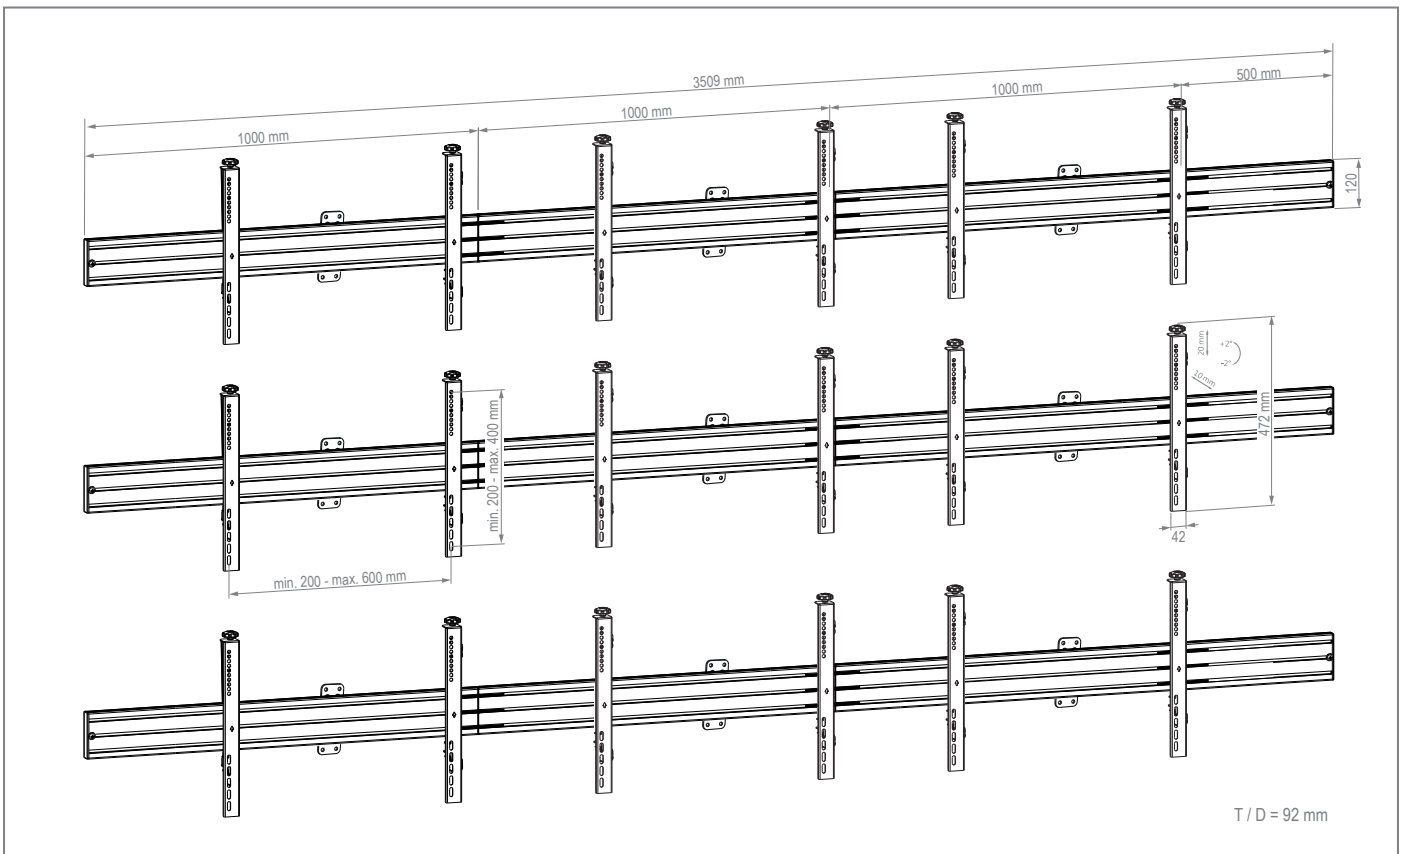 3509 mm
500 mm
1000 mm
1000 mm
1000 mm
120
20 mm
+2°
-2°
10 mm
472 mm
min. 200 - max. 400 mm
42
min. 200 - max. 600 mm
T / D = 92 mm